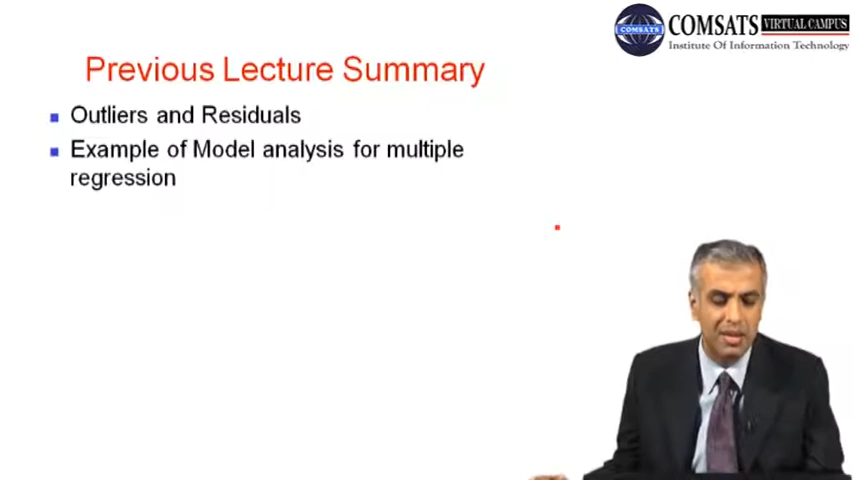 COMSATS VIRTUAL CAMPUS
COMSATS
Institute Of Information Technology
Previous Lecture Summary
Outliers and Residuals
Example of Model analysis for multiple
regression